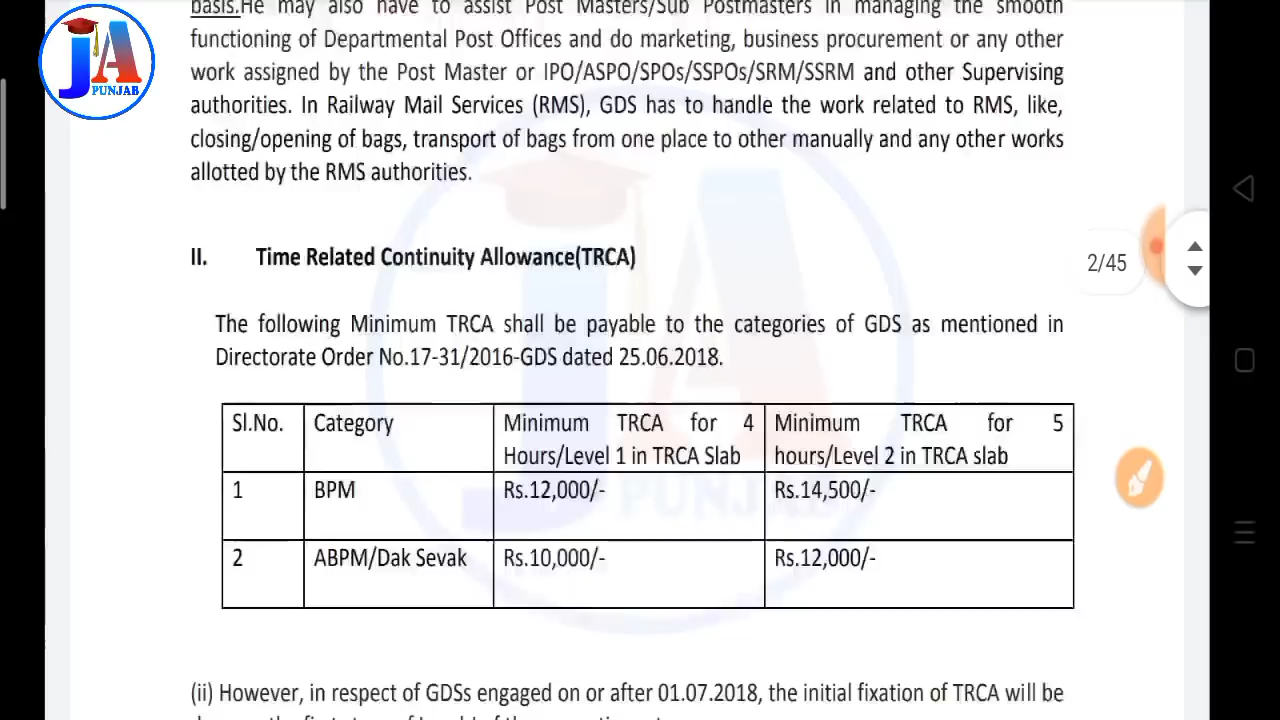 basis.He may also have to assist Post Masters/Sub Postmasters in managing the smooth
functioning of Departmental Post Offices and do marketing, business procurement or any other
work assigned by the Post Master or IPO/ASPO/SPOs/SSPOs/SRM/SSRM and other Supervising
authorities. In Railway Mail Services (RMS), GDS has to handle the work related to RMS, like,
closing/opening of bags, transport of bags from one place to other manually and any other works
allotted by the RMS authorities.
JA
PUNJAB
II. Time Related Continuity Allowance(TRCA)
2/45
The following Minimum TRCA shall be payable to the categories of GDS as mentioned in
Directorate Order No.17-31/2016-GDS dated 25.06.2018.
Sl.No. Category Minimum TRCA for 4 Minimum TRCA for 5
Hours/Level 1 in TRCA Slab hours/Level 2 in TRCA slab
1 BPM Rs.12,000/- Rs.14,500/-
PUNJAB
2 ABPM/Dak Sevak Rs.10,000/- Rs.12,000/-
(ii) However, in respect of GDSs engaged on or after 01.07.2018, the initial fixation of TRCA will be